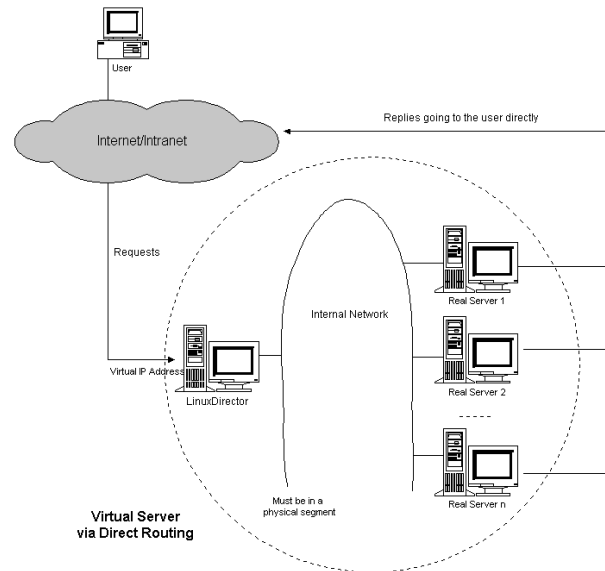 User
Replies going to the user directly
Internet/Intranet
Requests
Real Server 1
Internal Network
Virtual IP Address
LinuxDirector
Real Server 2
-----
Real Server n
Must be in a
physical segment
Virtual Server
via Direct Routing